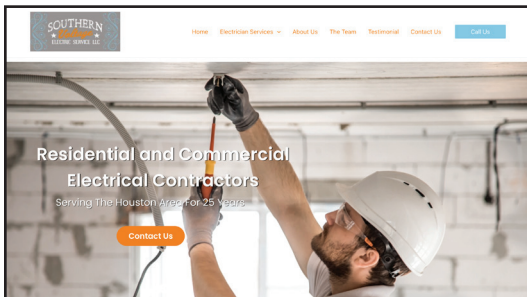 SOUTHERN
ELECTRIC SERVICE LLC
Home Electrician Services About Us The Team Testimonial Contact Us Call Us
Residential and Commercial
Electrical Contractors
Serving The Houston Area For 25 Years
Contact Us